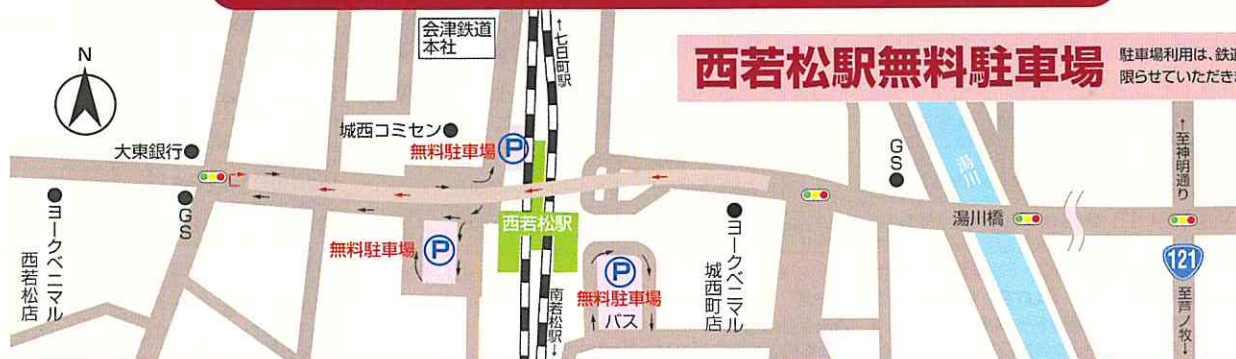 会津鉄道
本社
←七日町駅
西若松駅無料駐車場
駐車場利用は、鉄道
限らせていただき
N
城西コミセン
無料駐車場
P
大東銀行
GS
湯川
←至神明通り
ヨークベニマル
西若松店
GS
無料駐車場
P
西若松駅
P
無料駐車場
バス
南若松駅→
ヨークベニマル
城西町店
湯川橋
121
至芦ノ牧→